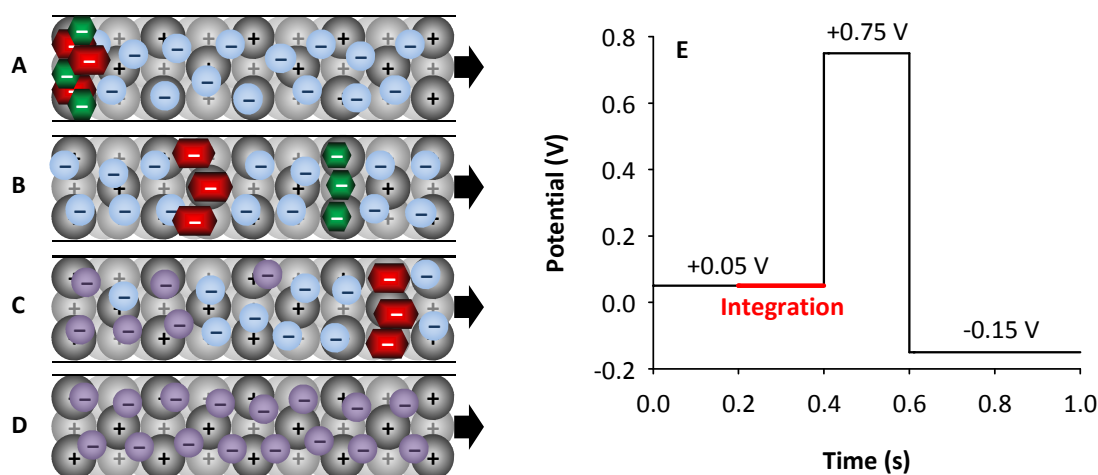 A
B
C
D
E
+0.75 V
+0.05 V
Integration
-0.15 V
Potential (V)
0.8
0.6
0.4
0.2
0.0
-0.2
0.0 0.2 0.4 0.6 0.8 1.0
Time (s)